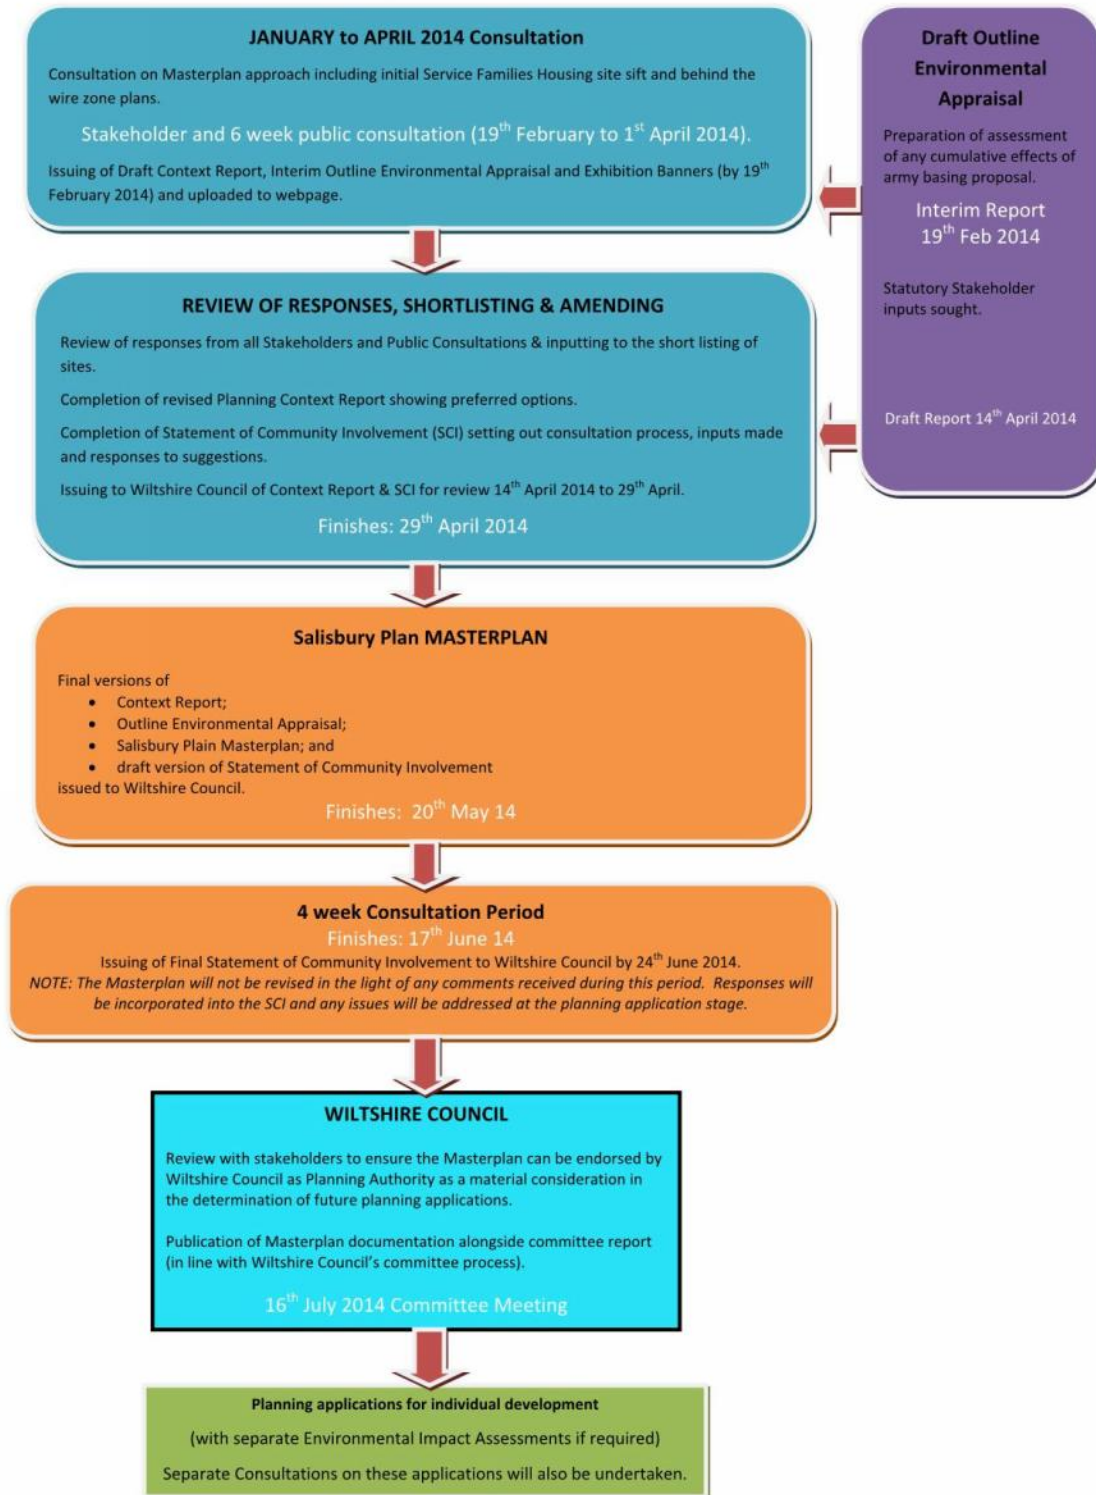 JANUARY to APRIL 2014 Consultation
Consultation on Masterplan approach including initial Service Families Housing site sift and behind the
wire zone plans.
Stakeholder and 6 week public consultation (19th February to 1st April 2014).
Issuing of Draft Context Report, Interim Outline Environmental Appraisal and Exhibition Banners (by 19th
February 2014) and uploaded to webpage.
Draft Outline
Environmental
Appraisal
Preparation of assessment
of any cumulative effects of
army basing proposal.
Interim Report
19th Feb 2014
Statutory Stakeholder
inputs sought.
Draft Report 14th April 2014
REVIEW OF RESPONSES, SHORTLISTING & AMENDING
Review of responses from all Stakeholders and Public Consultations & inputting to the short listing of
sites.
Completion of revised Planning Context Report showing preferred options.
Completion of Statement of Community Involvement (SCI) setting out consultation process, inputs made
and responses to suggestions.
Issuing to Wiltshire Council of Context Report & SCI for review 14th April 2014 to 29th April.
Finishes: 29th April 2014
Salisbury Plan MASTERPLAN
Final versions of
• Context Report;
• Outline Environmental Appraisal;
• Salisbury Plain Masterplan; and
• draft version of Statement of Community Involvement
issued to Wiltshire Council.
Finishes: 20th May 14
4 week Consultation Period
Finishes: 17th June 14
Issuing of Final Statement of Community Involvement to Wiltshire Council by 24th June 2014.
NOTE: The Masterplan will not be revised in the light of any comments received during this period. Responses will
be incorporated into the SCI and any issues will be addressed at the planning application stage.
WILTSHIRE COUNCIL
Review with stakeholders to ensure the Masterplan can be endorsed by
Wiltshire Council as Planning Authority as a material consideration in
the determination of future planning applications.
Publication of Masterplan documentation alongside committee report
(in line with Wiltshire Council's committee process).
16th July 2014 Committee Meeting
Planning applications for individual development
(with separate Environmental Impact Assessments if required)
Separate Consultations on these applications will also be undertaken.